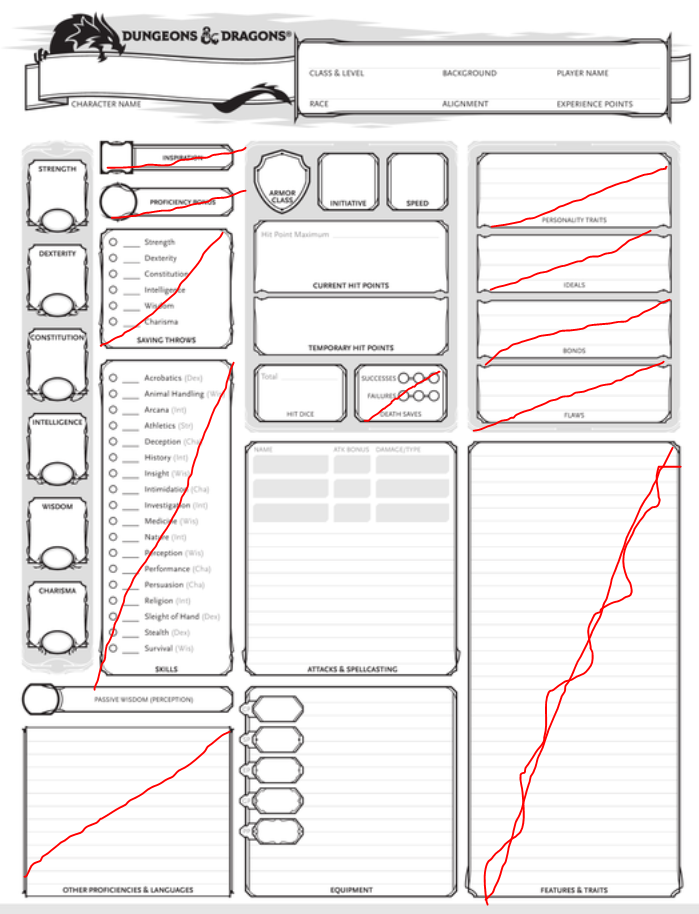 DUNGEONS & DRAGONS®
CHARACTER NAME
CLASS & LEVEL BACKGROUND PLAYER NAME
RACE ALIGNMENT EXPERIENCE POINTS
STRENGTH
DEXTERITY
CONSTITUTION
INTELLIGENCE
WISDOM
CHARISMA
INSPIRATION
PROFICIENCY BONUS
Strength
Dexterity
Constitution
Intelligence
Wisdom
Charisma
SAVING THROWS
Acrobatics (Dex)
Animal Handling (Wis)
Arcana (Int)
Athletics (Str)
Deception (Cha)
History (Int)
Insight (Wis)
Intimidation (Cha)
Investigation (Int)
Medicine (Wis)
Nature (Int)
Perception (Wis)
Performance (Cha)
Persuasion (Cha)
Religion (Int)
Sleight of Hand (Dex)
Stealth (Dex)
Survival (Wis)
SKILLS
PASSIVE WISDOM (PERCEPTION)
OTHER PROFICIENCIES & LANGUAGES
ARMOR
CLASS
INITIATIVE
SPEED
Hit Point Maximum
CURRENT HIT POINTS
TEMPORARY HIT POINTS
Total
HIT DICE
SUCCESSES
FAILURES
DEATH SAVES
NAME ATK BONUS DAMAGE/TYPE
ATTACKS & SPELLCASTING
EQUIPMENT
PERSONALITY TRAITS
IDEALS
BONDS
FLAWS
FEATURES & TRAITS